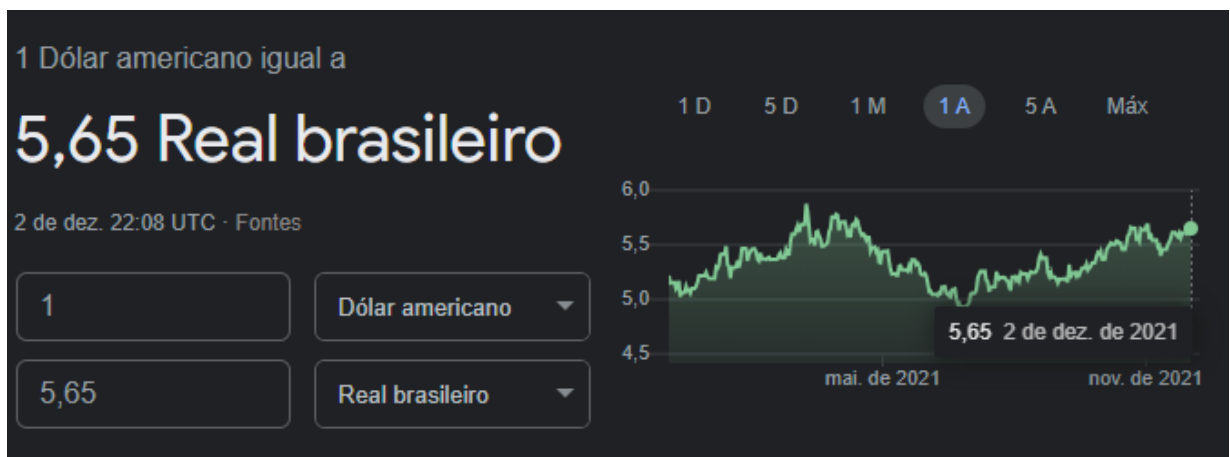 1 Dólar americano igual a
5,65 Real brasileiro
2 de dez. 22:08 UTC · Fontes
1
Dólar americano
5,65
Real brasileiro
1 D 5 D 1 M 1 A 5 A Máx
6,0
5,5
5,0
4,5
5,65 2 de dez. de 2021
mai. de 2021 nov. de 2021